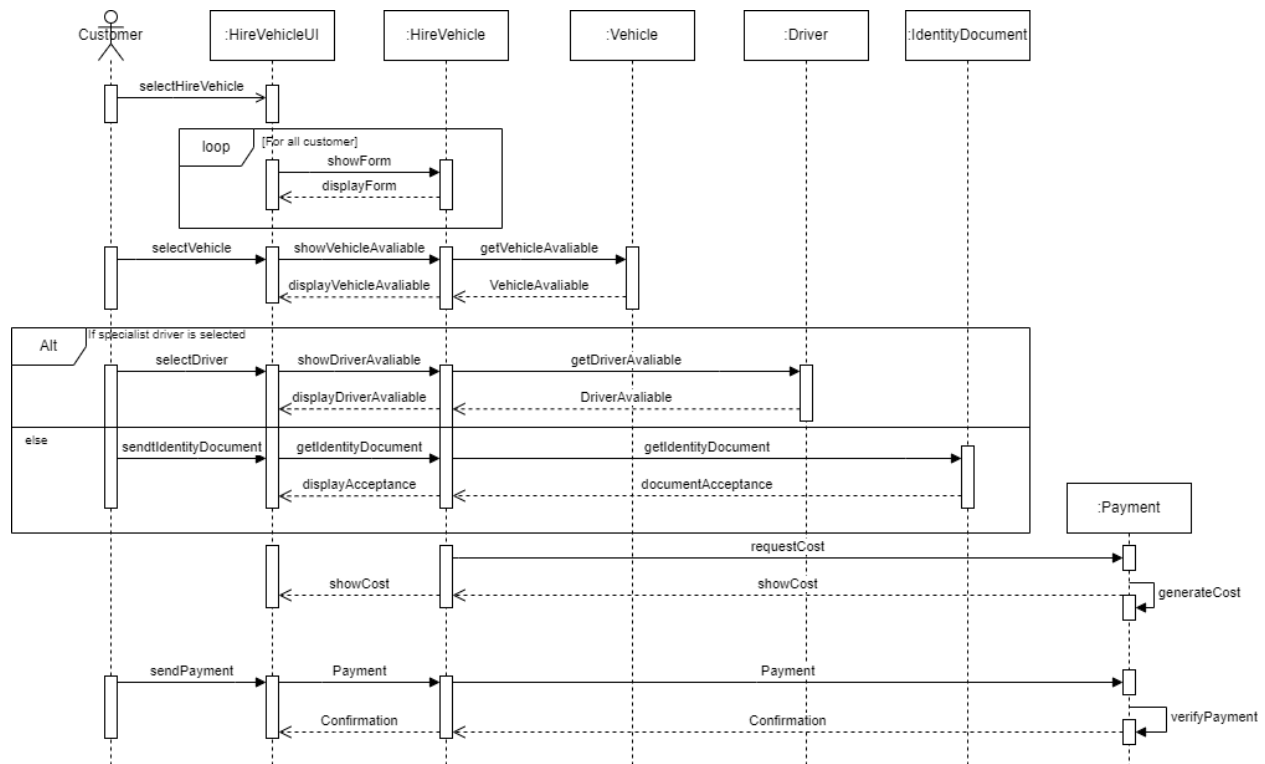 Customer
:HireVehicleUI
:HireVehicle
:Vehicle
:Driver
:IdentityDocument
selectHireVehicle
loop
[For all customer]
showForm
displayForm
selectVehicle
showVehicleAvaliable
getVehicleAvaliable
displayVehicleAvaliable
VehicleAvaliable
Alt
If specialist driver is selected
selectDriver
showDriverAvaliable
getDriverAvaliable
displayDriverAvaliable
DriverAvaliable
else
sendtIdentityDocument
getIdentityDocument
getIdentityDocument
displayAcceptance
documentAcceptance
:Payment
requestCost
showCost
showCost
generateCost
sendPayment
Payment
Payment
Confirmation
Confirmation
verifyPayment